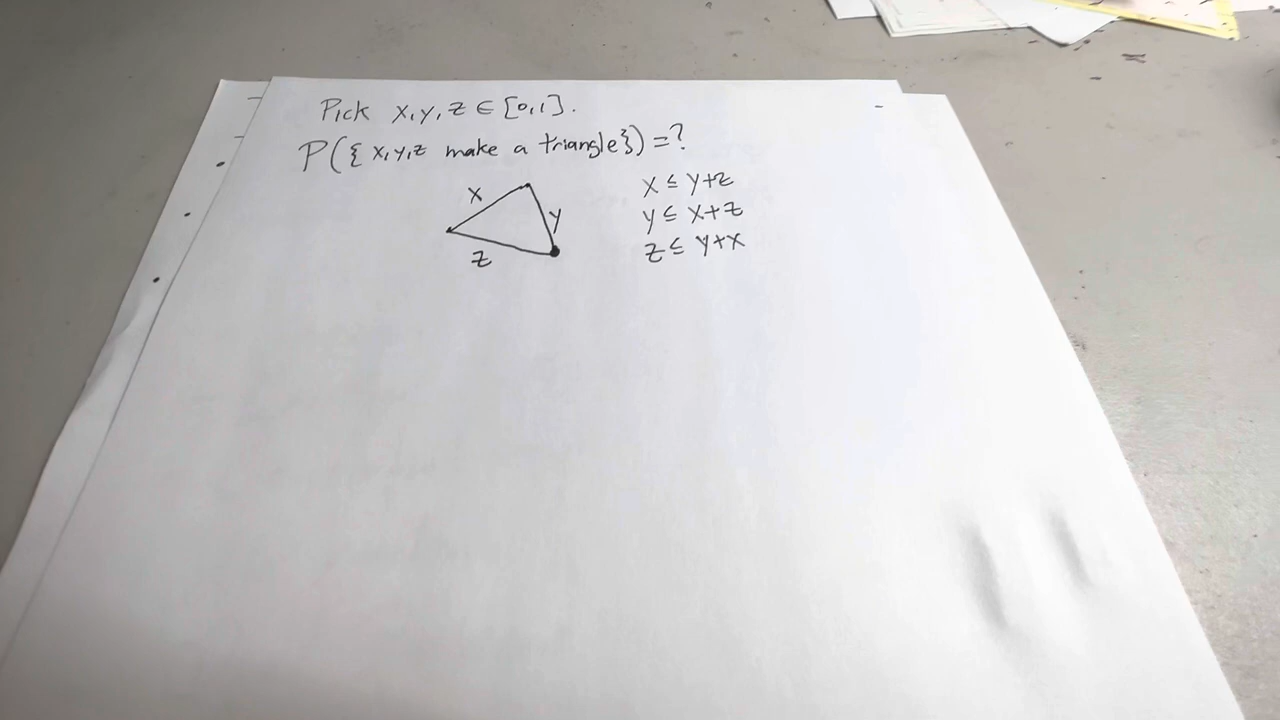 Pick x,y,z ∈ [0,1].
P({x,y,z make a triangle}) = ?
x
y
z
x ≤ y+z
y ≤ x+z
z ≤ y+x